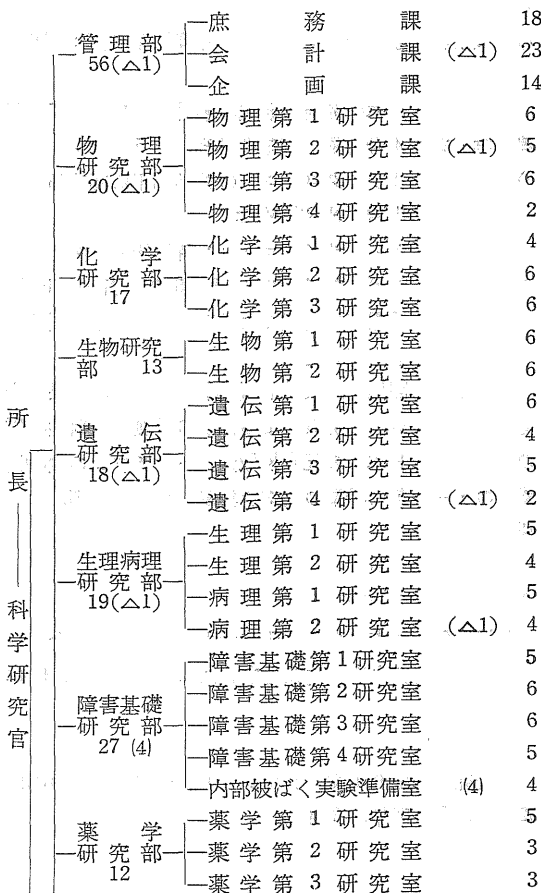 所長――科学研究官
管理部 56(△1)
庶務課 18
会計課 (△1) 23
企画課 14
物理研究部 20(△1)
物理第1研究室 6
物理第2研究室 (△1) 5
物理第3研究室 6
物理第4研究室 2
化学研究部 17
化学第1研究室 4
化学第2研究室 6
化学第3研究室 6
生物研究部 13
生物第1研究室 6
生物第2研究室 6
遺伝研究部 18(△1)
遺伝第1研究室 6
遺伝第2研究室 4
遺伝第3研究室 5
遺伝第4研究室 (△1) 2
生理病理研究部 19(△1)
生理第1研究室 5
生理第2研究室 4
病理第1研究室 5
病理第2研究室 (△1) 4
障害基礎研究部 27 (4)
障害基礎第1研究室 5
障害基礎第2研究室 6
障害基礎第3研究室 6
障害基礎第4研究室 5
内部被ばく実験準備室 (4) 4
薬学研究部 12
薬学第1研究室 5
薬学第2研究室 3
薬学第3研究室 3